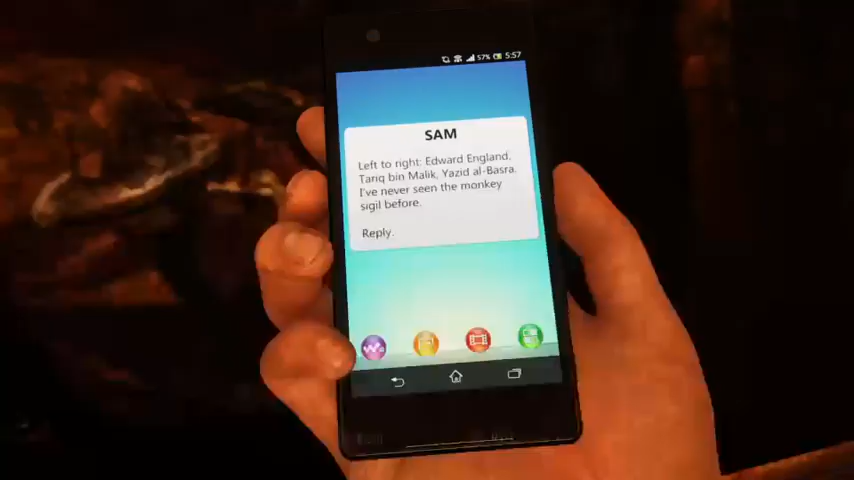 57% 5:57
SAM
Left to right: Edward England,
Tariq bin Malik, Yazid al-Basra.
I've never seen the monkey
sigil before.
Reply.